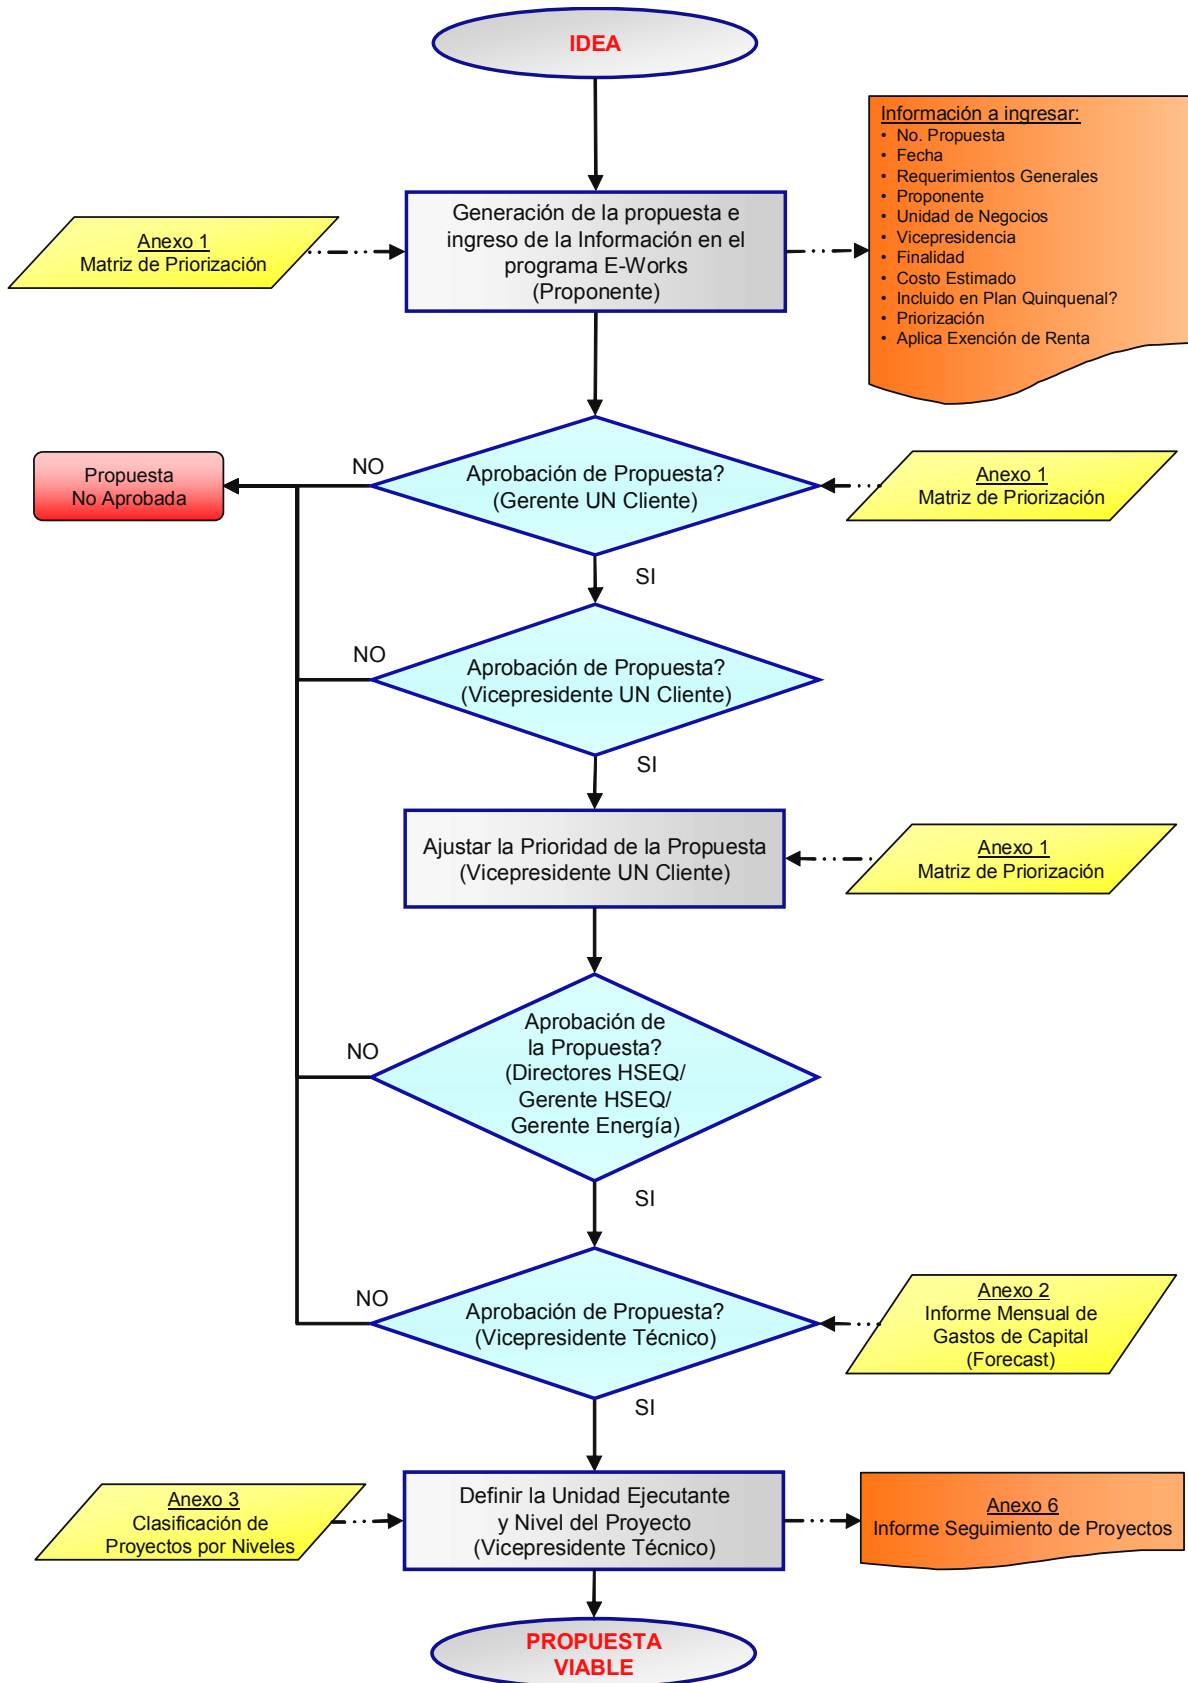 IDEA
Información a ingresar:
• No. Propuesta
• Fecha
• Requerimientos Generales
• Proponente
• Unidad de Negocios
• Vicepresidencia
• Finalidad
• Costo Estimado
• Incluido en Plan Quinquenal?
• Priorización
• Aplica Exención de Renta
Anexo 1
Matriz de Priorización
Generación de la propuesta e
ingreso de la Información en el
programa E-Works
(Proponente)
Propuesta
No Aprobada
NO
Aprobación de Propuesta?
(Gerente UN Cliente)
Anexo 1
Matriz de Priorización
SI
NO
Aprobación de Propuesta?
(Vicepresidente UN Cliente)
SI
Ajustar la Prioridad de la Propuesta
(Vicepresidente UN Cliente)
Anexo 1
Matriz de Priorización
NO
Aprobación de
la Propuesta?
(Directores HSEQ/
Gerente HSEQ/
Gerente Energía)
SI
NO
Aprobación de Propuesta?
(Vicepresidente Técnico)
Anexo 2
Informe Mensual de
Gastos de Capital
(Forecast)
SI
Anexo 3
Clasificación de
Proyectos por Niveles
Definir la Unidad Ejecutante
y Nivel del Proyecto
(Vicepresidente Técnico)
Anexo 6
Informe Seguimiento de Proyectos
PROPUESTA
VIABLE